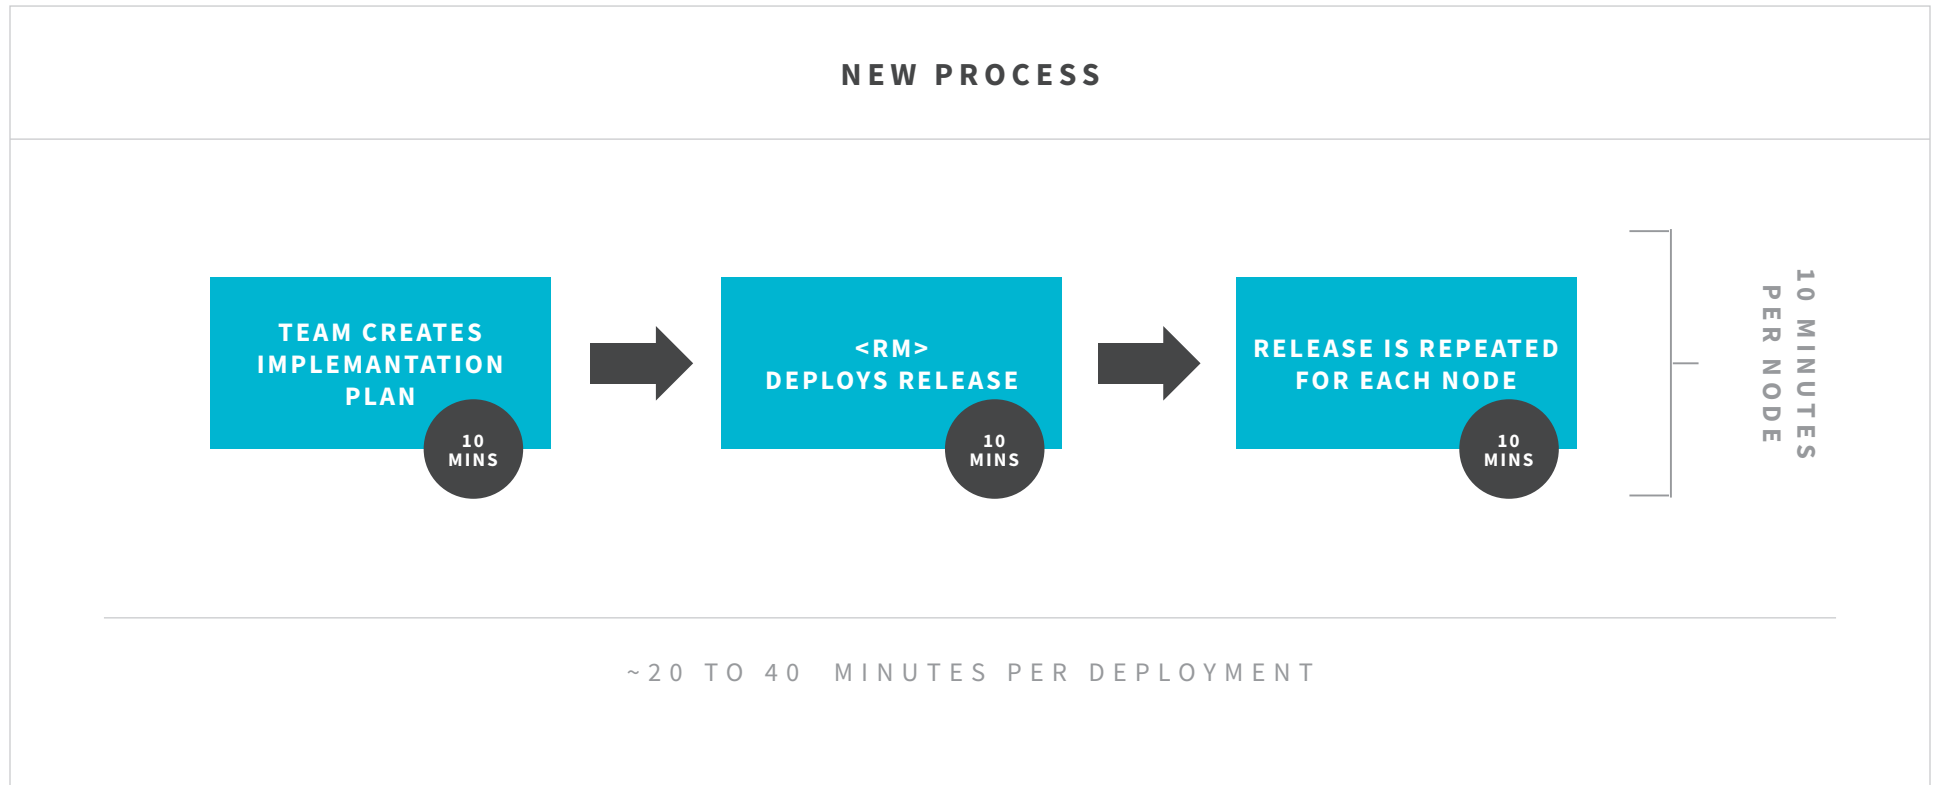 NEW PROCESS
TEAM CREATES
IMPLEMANTATION
PLAN
10
MINS
<RM>
DEPLOYS RELEASE
10
MINS
RELEASE IS REPEATED
FOR EACH NODE
10
MINS
10 MINUTES
PER NODE
~20 TO 40 MINUTES PER DEPLOYMENT